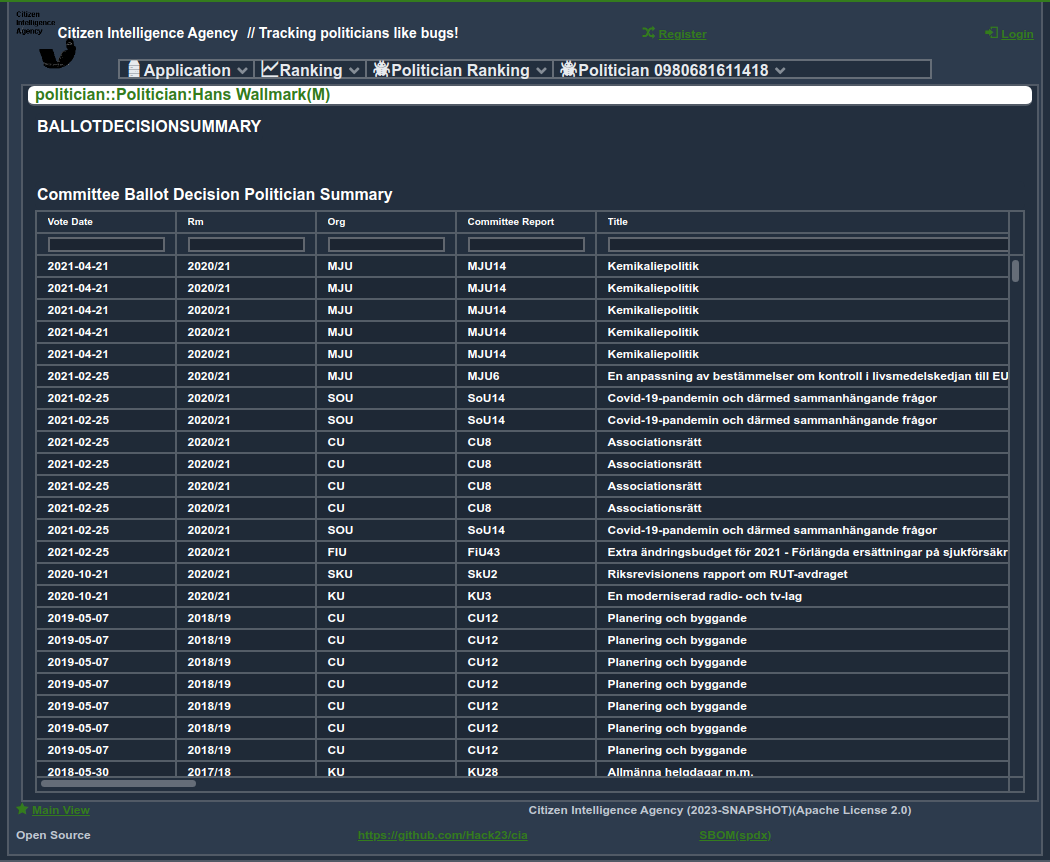 Citizen
Intelligence
Agency
Citizen Intelligence Agency // Tracking politicians like bugs!
Register
Login
Application
Ranking
Politician Ranking
Politician 0980681611418
politician::Politician:Hans Wallmark(M)
BALLOTDECISIONSUMMARY
Committee Ballot Decision Politician Summary
Vote Date Rm Org Committee Report Title
2021-04-21 2020/21 MJU MJU14 Kemikaliepolitik
2021-04-21 2020/21 MJU MJU14 Kemikaliepolitik
2021-04-21 2020/21 MJU MJU14 Kemikaliepolitik
2021-04-21 2020/21 MJU MJU14 Kemikaliepolitik
2021-04-21 2020/21 MJU MJU14 Kemikaliepolitik
2021-02-25 2020/21 MJU MJU6 En anpassning av bestämmelser om kontroll i livsmedelskedjan till EU
2021-02-25 2020/21 SOU SoU14 Covid-19-pandemin och därmed sammanhängande frågor
2021-02-25 2020/21 SOU SoU14 Covid-19-pandemin och därmed sammanhängande frågor
2021-02-25 2020/21 CU CU8 Associationsrätt
2021-02-25 2020/21 CU CU8 Associationsrätt
2021-02-25 2020/21 CU CU8 Associationsrätt
2021-02-25 2020/21 CU CU8 Associationsrätt
2021-02-25 2020/21 SOU SoU14 Covid-19-pandemin och därmed sammanhängande frågor
2021-02-25 2020/21 FIU FiU43 Extra ändringsbudget för 2021 - Förlängda ersättningar på sjukförsäkr
2020-10-21 2020/21 SKU SkU2 Riksrevisionens rapport om RUT-avdraget
2020-10-21 2020/21 KU KU3 En moderniserad radio- och tv-lag
2019-05-07 2018/19 CU CU12 Planering och byggande
2019-05-07 2018/19 CU CU12 Planering och byggande
2019-05-07 2018/19 CU CU12 Planering och byggande
2019-05-07 2018/19 CU CU12 Planering och byggande
2019-05-07 2018/19 CU CU12 Planering och byggande
2019-05-07 2018/19 CU CU12 Planering och byggande
2019-05-07 2018/19 CU CU12 Planering och byggande
2018-05-30 2017/18 KU KU28 Allmänna helgdagar m.m.
Main View
Citizen Intelligence Agency (2023-SNAPSHOT)(Apache License 2.0)
Open Source
https://github.com/Hack23/cia
SBOM(spdx)